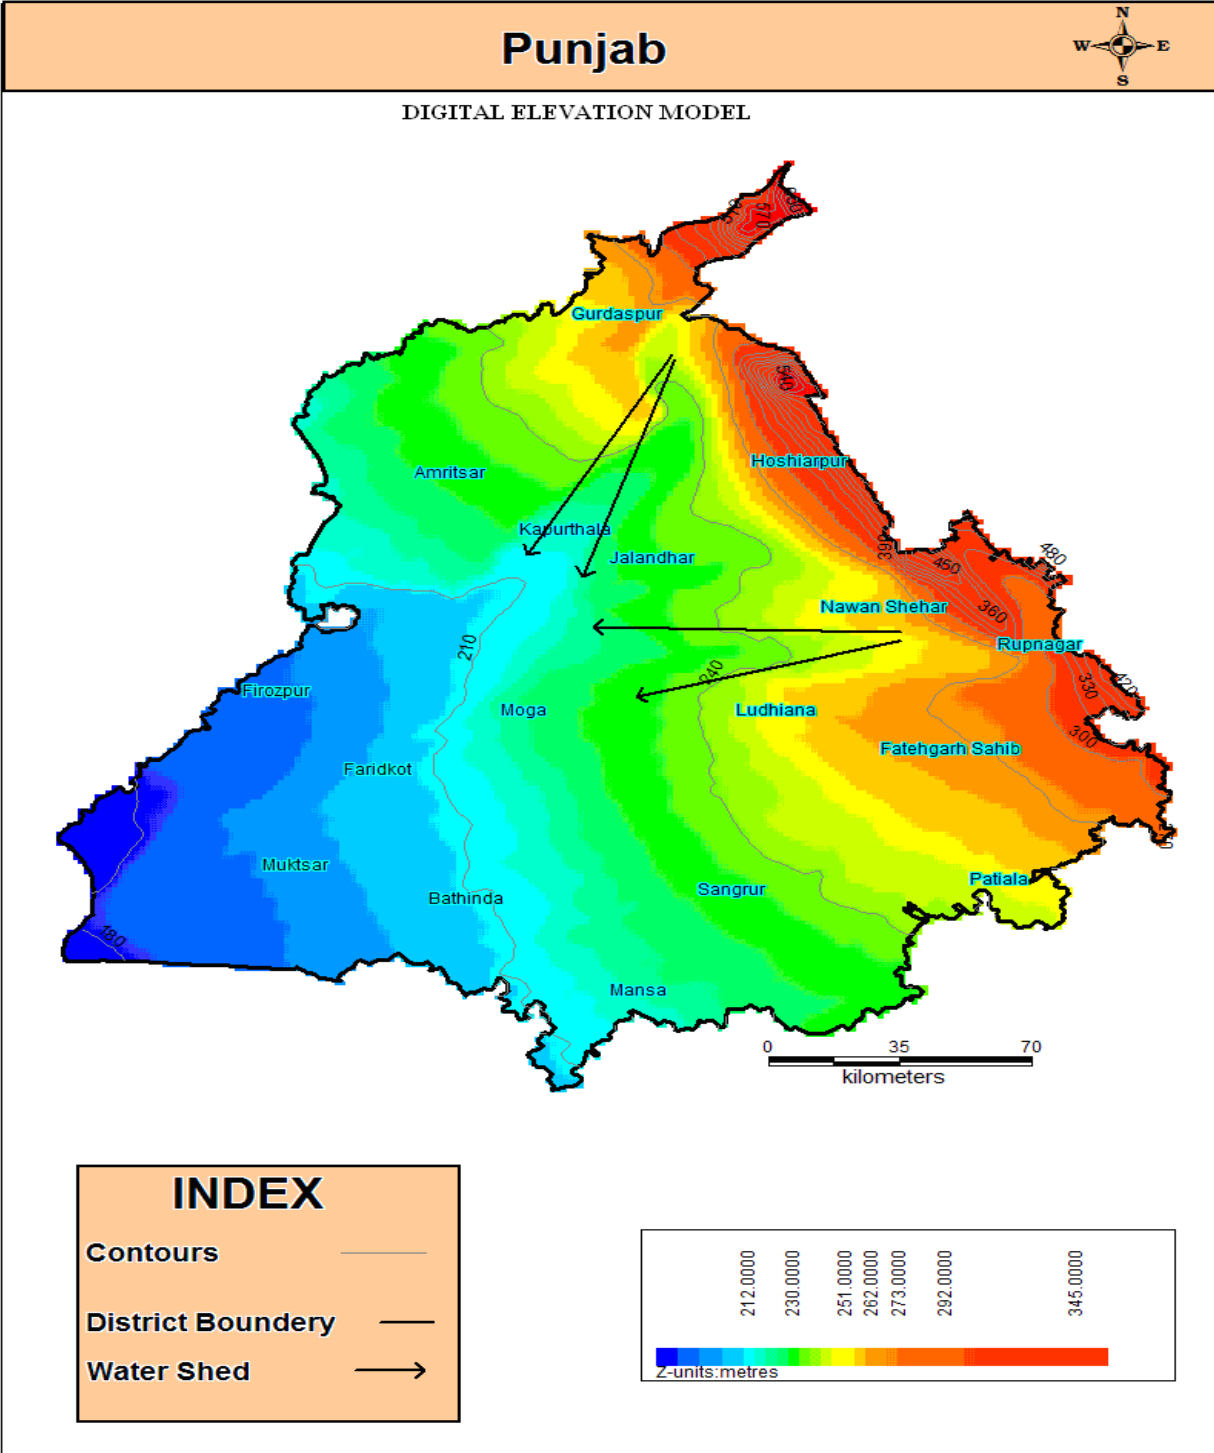 N
Punjab
W E
S
DIGITAL ELEVATION MODEL
570
Gurdaspur
540
Hoshiarpur
Amritsar
Kapurthala
Jalandhar
390
450
480
Nawan Shehar
360
Rupnagar
210
240
330
420
Firozpur
Moga
Ludhiana
300
Fatehgarh Sahib
Faridkot
Muktsar
Patiala
Sangrur
Bathinda
180
Mansa
0 35 70
kilometers
INDEX
Contours
District Boundery
Water Shed
212.0000 230.0000 251.0000 262.0000 273.0000 292.0000 345.0000
Z-units:metres